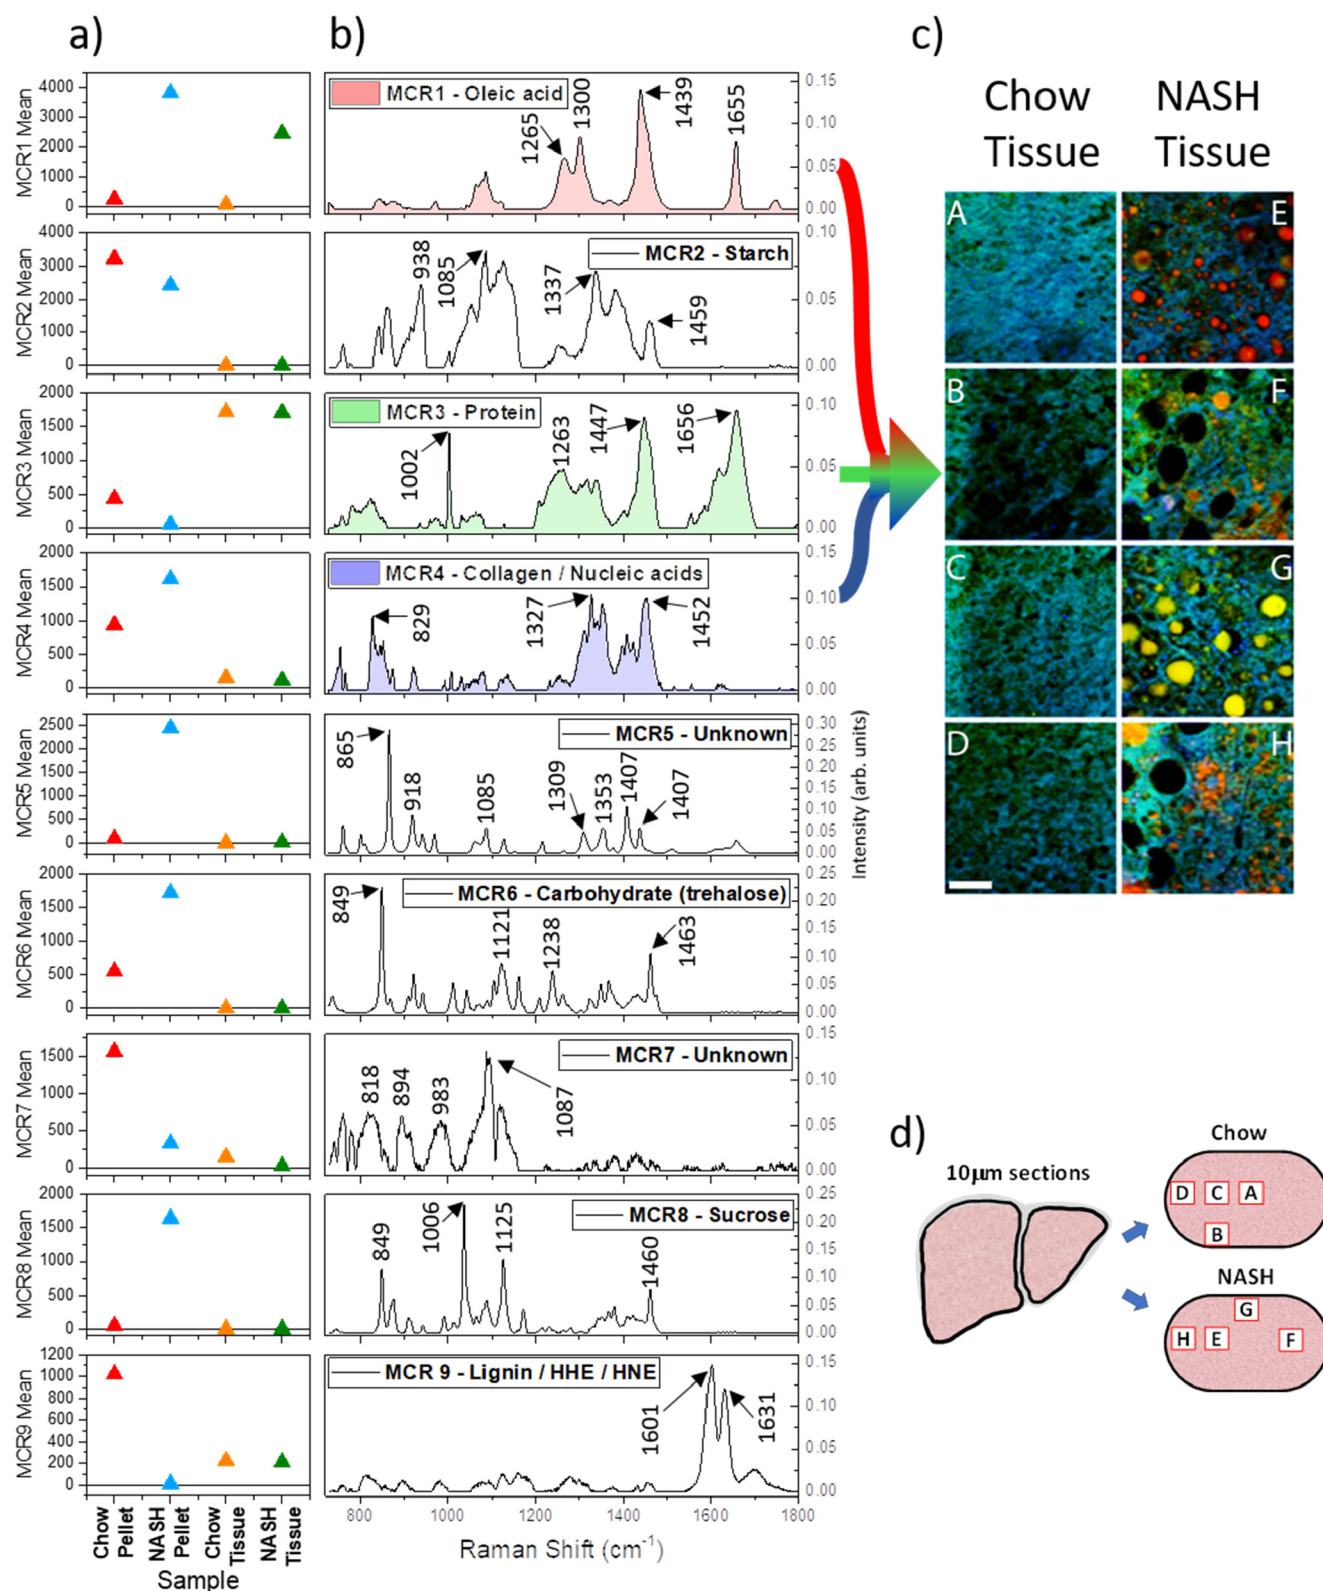 a)
b)
c)
Chow
Tissue
NASH
Tissue
MCR1 Mean
4000
3000
2000
1000
0
MCR1 - Oleic acid
1265
1300
1439
1655
0.15
0.10
0.05
0.00
MCR2 Mean
4000
3000
2000
1000
0
MCR2 - Starch
938
1085
1337
1459
0.10
0.05
0.00
MCR3 Mean
2000
1500
1000
500
0
MCR3 - Protein
1002
1263
1447
1656
0.10
0.05
0.00
MCR4 Mean
2000
1500
1000
500
0
MCR4 - Collagen / Nucleic acids
829
1327
1452
0.15
0.10
0.05
0.00
MCR5 Mean
2500
2000
1500
1000
500
0
MCR5 - Unknown
865
918
1085
1309
1353
1407
1407
0.30
0.25
0.20
0.15
0.10
0.05
0.00
Intensity (arb. units)
MCR6 Mean
2000
1500
1000
500
0
MCR6 - Carbohydrate (trehalose)
849
1121
1238
1463
0.25
0.20
0.15
0.10
0.05
0.00
MCR7 Mean
1500
1000
500
0
MCR7 - Unknown
818
894
983
1087
0.15
0.10
0.05
0.00
MCR8 Mean
2000
1500
1000
500
0
MCR8 - Sucrose
849
1006
1125
1460
0.25
0.20
0.15
0.10
0.05
0.00
MCR9 Mean
1200
1000
800
600
400
200
0
MCR 9 - Lignin / HHE / HNE
1601
1631
0.15
0.10
0.05
0.00
Chow
Pellet
NASH
Pellet
Chow
Tissue
NASH
Tissue
Sample
800
1000
1200
1400
1600
1800
Raman Shift (cm-1)
A
E
B
F
C
G
D
H
d)
10µm sections
Chow
D
C
A
B
NASH
G
H
E
F